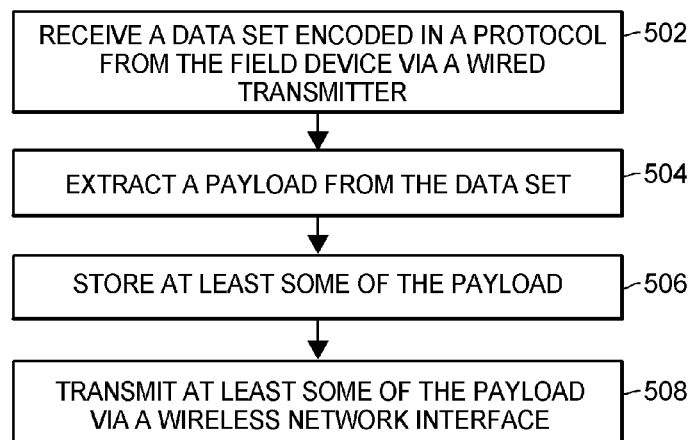 RECEIVE A DATA SET ENCODED IN A PROTOCOL
FROM THE FIELD DEVICE VIA A WIRED
TRANSMITTER
502
EXTRACT A PAYLOAD FROM THE DATA SET
504
STORE AT LEAST SOME OF THE PAYLOAD
506
TRANSMIT AT LEAST SOME OF THE PAYLOAD
VIA A WIRELESS NETWORK INTERFACE
508